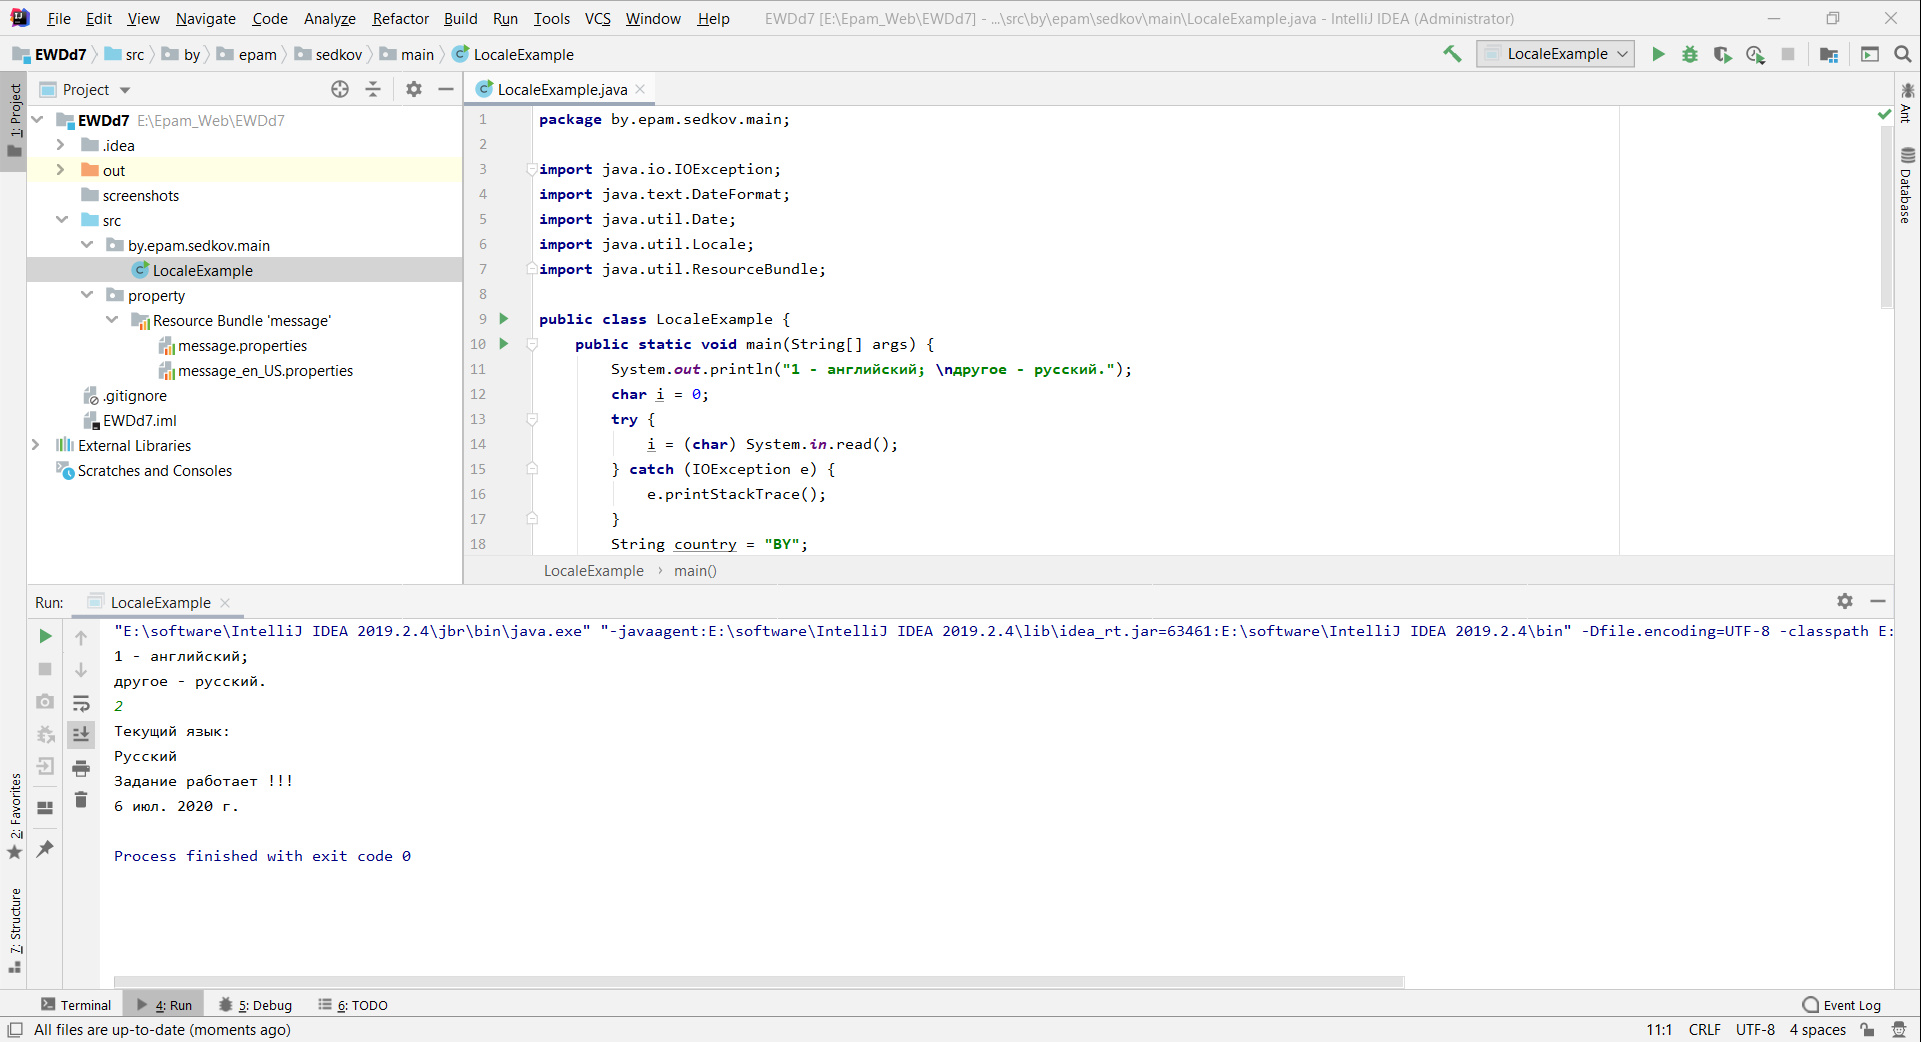 File Edit View Navigate Code Analyze Refactor Build Run Tools VCS Window Help EWDd7 [E:\Epam_Web\EWDd7] - ...\src\by\epam\sedkov\main\LocaleExample.java - IntelliJ IDEA (Administrator)
EWDd7 src by epam sedkov main LocaleExample LocaleExample
Project
LocaleExample.java
1: Project
EWDd7 E:\Epam_Web\EWDd7
.idea
out
screenshots
src
by.epam.sedkov.main
LocaleExample
property
Resource Bundle 'message'
message.properties
message_en_US.properties
.gitignore
EWDd7.iml
External Libraries
Scratches and Consoles
1 package by.epam.sedkov.main;
2
3 import java.io.IOException;
4 import java.text.DateFormat;
5 import java.util.Date;
6 import java.util.Locale;
7 import java.util.ResourceBundle;
8
9 public class LocaleExample {
10 public static void main(String[] args) {
11 System.out.println("1 - английский; \nдругое - русский.");
12 char i = 0;
13 try {
14 i = (char) System.in.read();
15 } catch (IOException e) {
16 e.printStackTrace();
17 }
18 String country = "BY";
LocaleExample › main()
Ant
Database
Run: LocaleExample
"E:\software\IntelliJ IDEA 2019.2.4\jbr\bin\java.exe" "-javaagent:E:\software\IntelliJ IDEA 2019.2.4\lib\idea_rt.jar=63461:E:\software\IntelliJ IDEA 2019.2.4\bin" -Dfile.encoding=UTF-8 -classpath E:
1 - английский;
другое - русский.
2
Текущий язык:
Русский
Задание работает !!!
6 июл. 2020 г.
Process finished with exit code 0
2: Favorites
7: Structure
Terminal 4: Run 5: Debug 6: TODO Event Log
All files are up-to-date (moments ago) 11:1 CRLF UTF-8 4 spaces